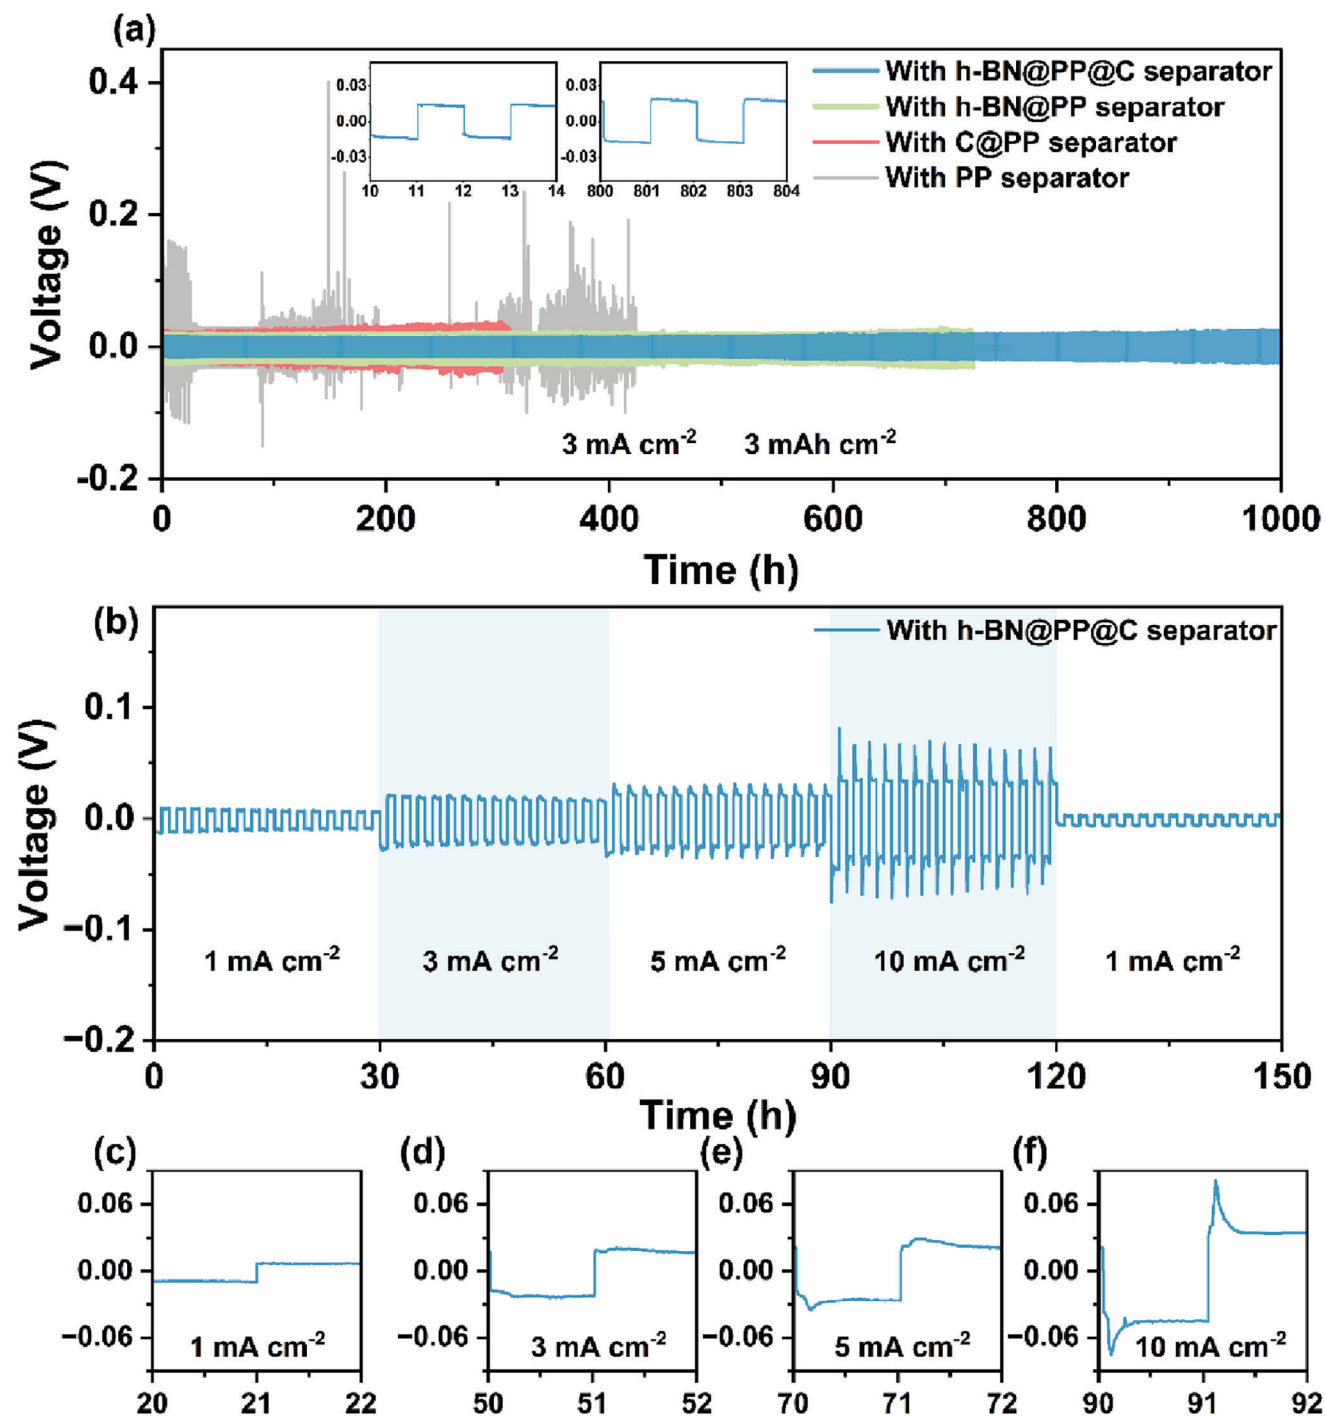 (a)
With h-BN@PP@C separator
With h-BN@PP separator
With C@PP separator
With PP separator
0.03
0.00
-0.03
10 11 12 13 14
0.03
0.00
-0.03
800 801 802 803 804
Voltage (V)
0.4
0.2
0.0
-0.2
3 mA cm⁻² 3 mAh cm⁻²
0 200 400 600 800 1000
Time (h)
(b)
With h-BN@PP@C separator
Voltage (V)
0.1
0.0
−0.1
−0.2
1 mA cm⁻² 3 mA cm⁻² 5 mA cm⁻² 10 mA cm⁻² 1 mA cm⁻²
0 30 60 90 120 150
Time (h)
(c)
0.06
0.00
−0.06
1 mA cm⁻²
20 21 22
(d)
0.06
0.00
−0.06
3 mA cm⁻²
50 51 52
(e)
0.06
0.00
−0.06
5 mA cm⁻²
70 71 72
(f)
0.06
0.00
−0.06
10 mA cm⁻²
90 91 92